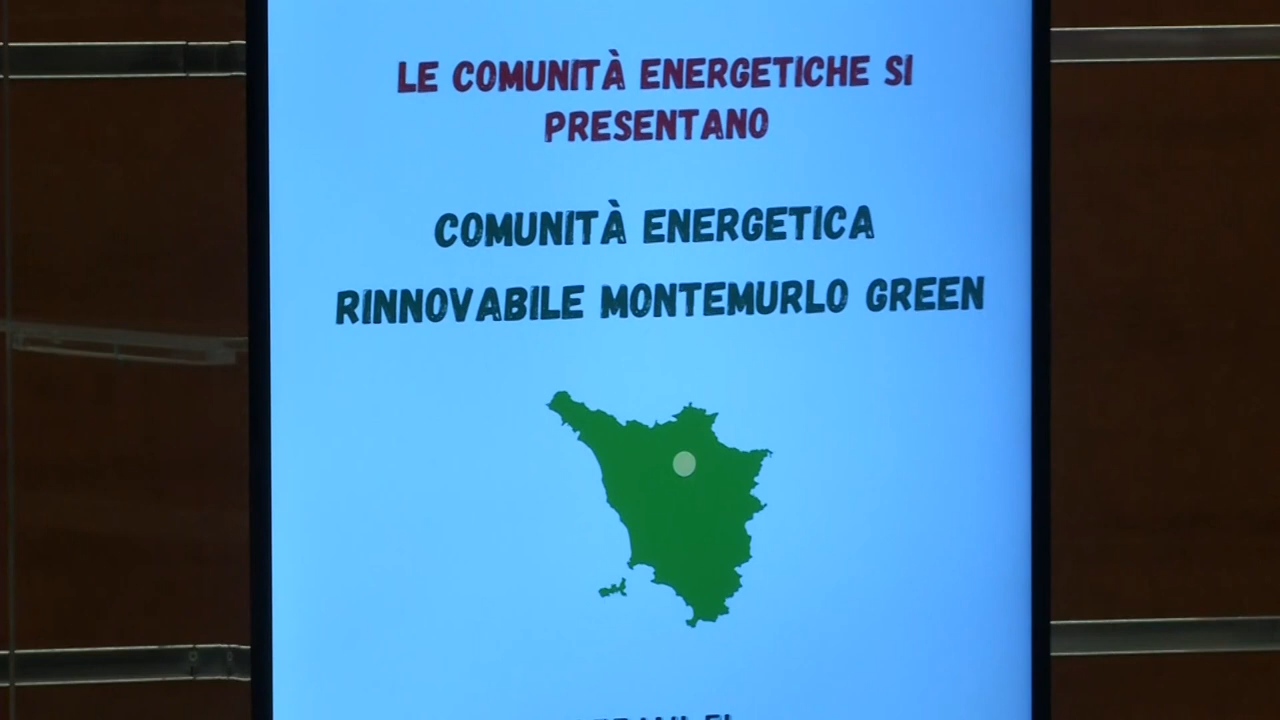 LE COMUNITÀ ENERGETICHE SI
PRESENTANO
COMUNITÀ ENERGETICA
RINNOVABILE MONTEMURLO GREEN